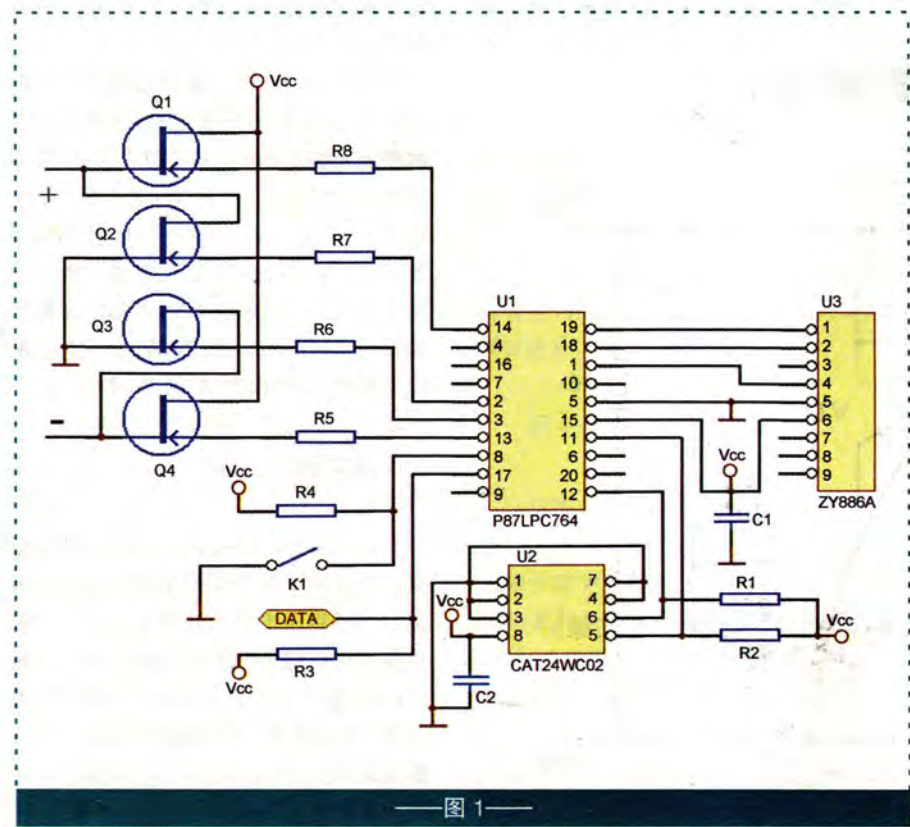 Vcc
Q1
R8
+
Q2
R7
U1
U3
Q3
R6
R5
-
Q4
14
4
16
7
2
3
13
8
17
9
19
18
1
10
5
15
11
6
20
12
P87LPC764
1
2
3
4
5
6
7
8
9
ZY886A
Vcc
C1
Vcc
R4
K1
DATA
R3
Vcc
U2
Vcc
1
2
3
8
7
4
6
5
CAT24WC02
C2
R1
R2
Vcc
图 1